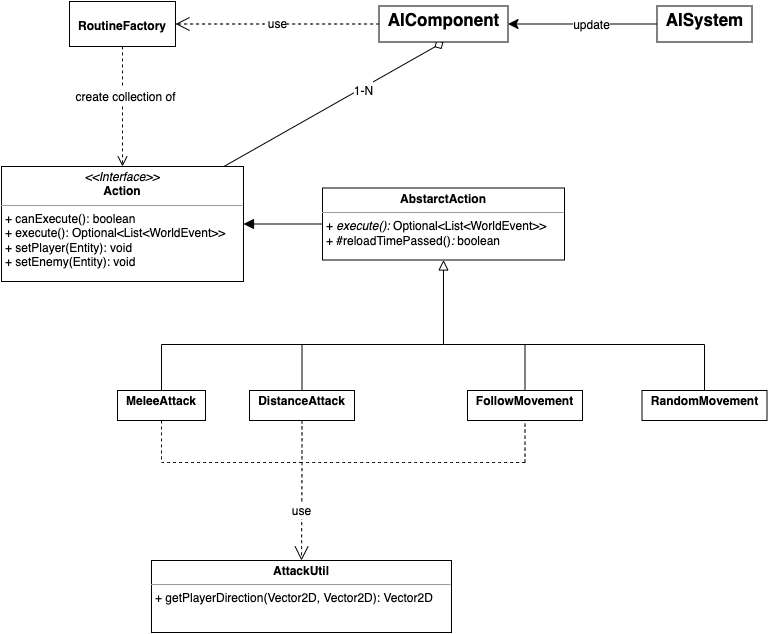 RoutineFactory
use
AIComponent
update
AISystem
create collection of
1-N
<<Interface>>
Action
+ canExecute(): boolean
+ execute(): Optional<List<WorldEvent>>
+ setPlayer(Entity): void
+ setEnemy(Entity): void
AbstarctAction
+ execute(): Optional<List<WorldEvent>>
+ #reloadTimePassed(): boolean
MeleeAttack
DistanceAttack
FollowMovement
RandomMovement
use
AttackUtil
+ getPlayerDirection(Vector2D, Vector2D): Vector2D